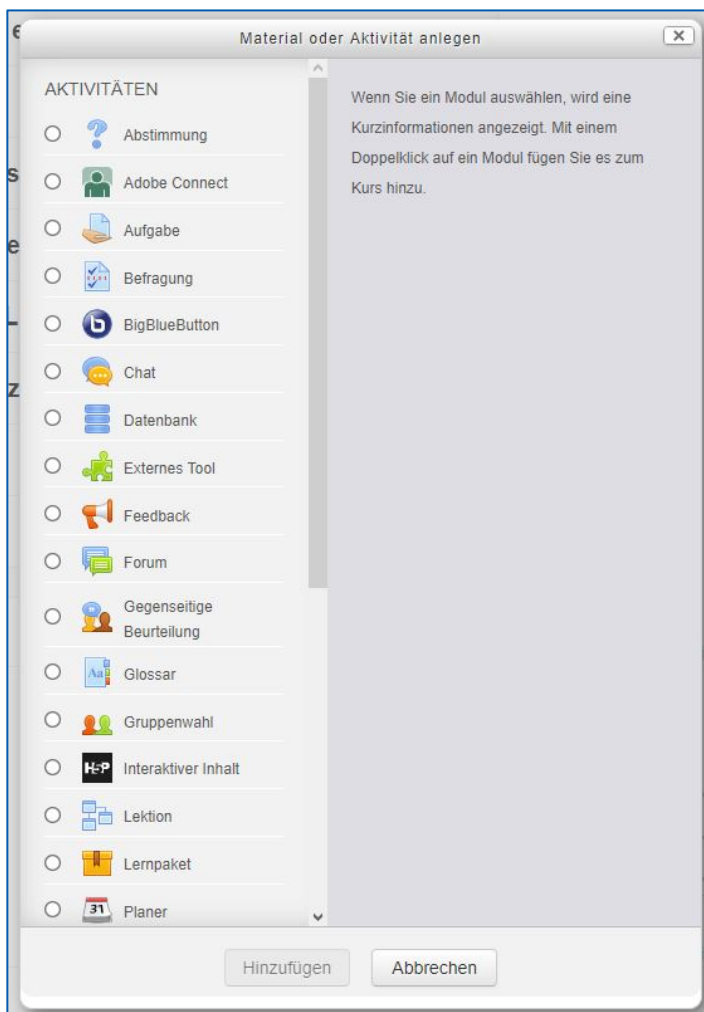 Material oder Aktivität anlegen
AKTIVITÄTEN
Abstimmung
Adobe Connect
Aufgabe
Befragung
BigBlueButton
Chat
Datenbank
Externes Tool
Feedback
Forum
Gegenseitige
Beurteilung
Glossar
Gruppenwahl
H5P Interaktiver Inhalt
Lektion
Lernpaket
31 Planer
Wenn Sie ein Modul auswählen, wird eine
Kurzinformationen angezeigt. Mit einem
Doppelklick auf ein Modul fügen Sie es zum
Kurs hinzu.
Hinzufügen
Abbrechen